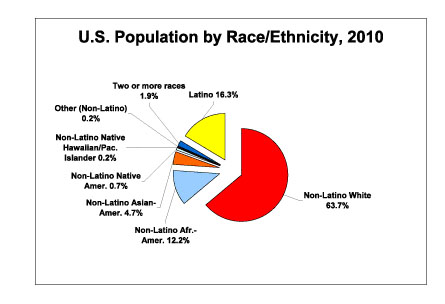 U.S. Population by Race/Ethnicity, 2010
Two or more races
1.9%
Latino 16.3%
Other (Non-Latino)
0.2%
Non-Latino Native
Hawaiian/Pac.
Islander 0.2%
Non-Latino Native
Amer. 0.7%
Non-Latino Asian-
Amer. 4.7%
Non-Latino Afr.-
Amer. 12.2%
Non-Latino White
63.7%